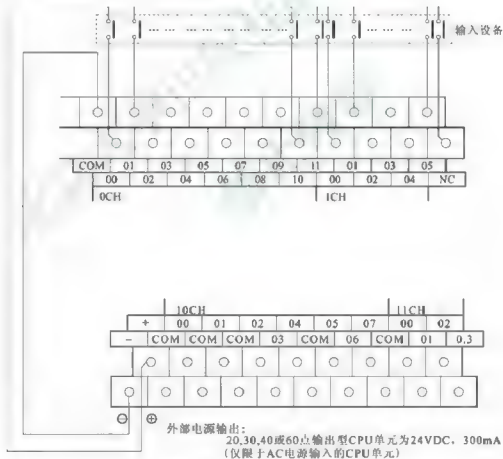 输入设备
COM 01 03 05 07 09 11 01 03 05
00 02 04 06 08 10 00 02 04 NC
0CH 1CH
10CH 11CH
+ 00 01 02 04 05 07 00 02
- COM COM COM 03 COM 06 COM 01 0.3
⊖ ⊕ 外部电源输出:
20,30,40或60点输出型CPU单元为24VDC, 300mA
(仅限于AC电源输入的CPU单元)